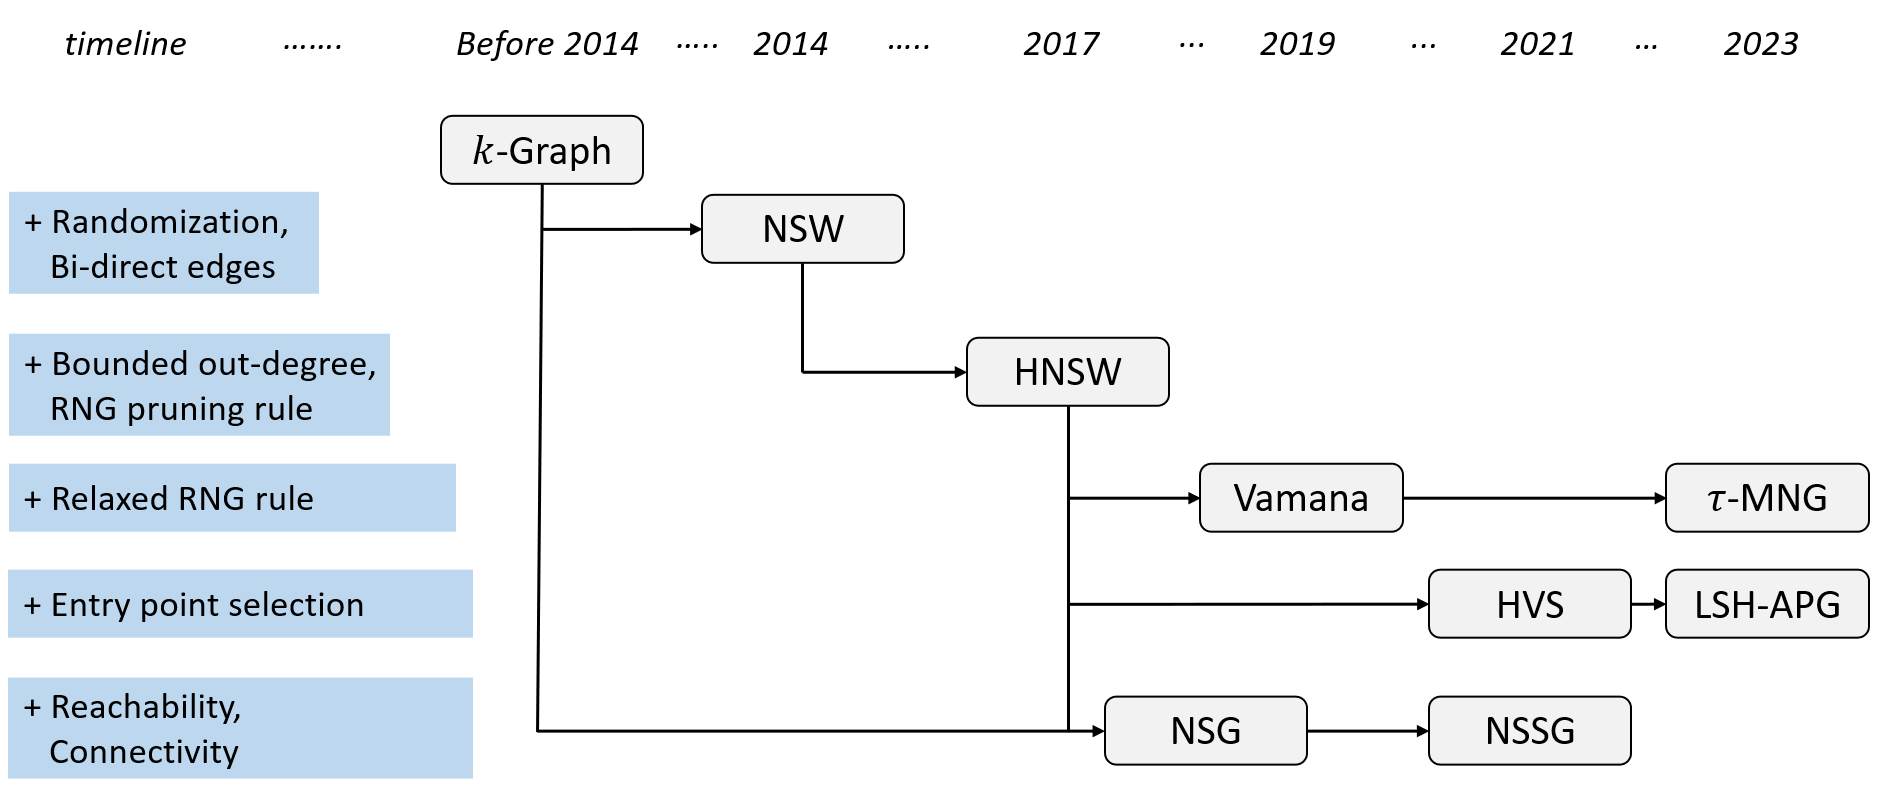 timeline ....... Before 2014 ..... 2014 ..... 2017 ... 2019 ... 2021 ... 2023
k-Graph
+ Randomization,
Bi-direct edges
NSW
+ Bounded out-degree,
RNG pruning rule
HNSW
+ Relaxed RNG rule
Vamana
τ-MNG
+ Entry point selection
HVS
LSH-APG
+ Reachability,
Connectivity
NSG
NSSG